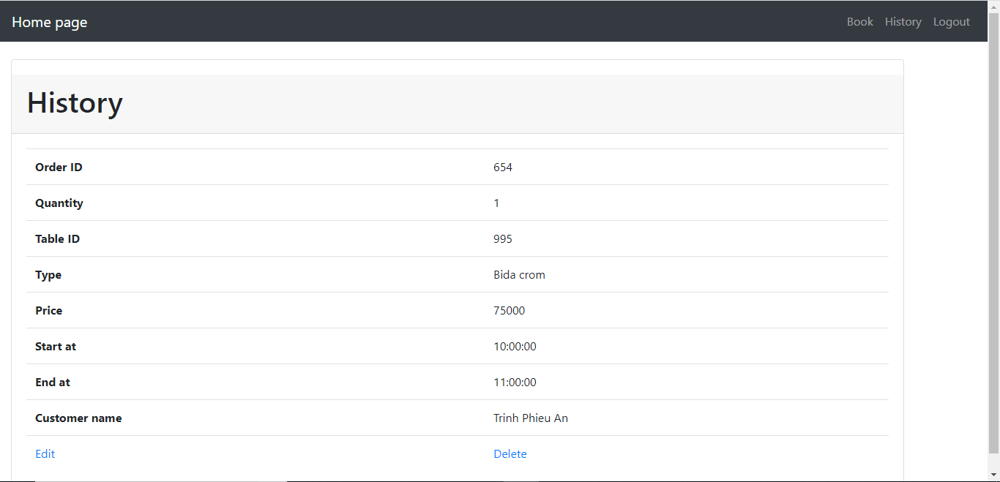 Home page Book History Logout
History
Order ID 654
Quantity 1
Table ID 995
Type Bida crom
Price 75000
Start at 10:00:00
End at 11:00:00
Customer name Trinh Phieu An
Edit Delete